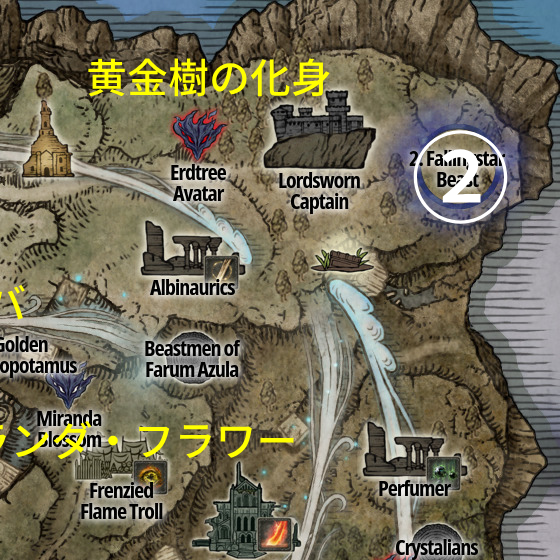 黄金樹の化身
2. Fallingstar
Beast
2
Erdtree
Avatar
Lordsworn
Captain
Albinaurics
バ
Golden
opotamus
Beastmen of
Farum Azula
Miranda
Blossom
ランダ・フラワー
Frenzied
Flame Troll
Perfumer
Crystalians